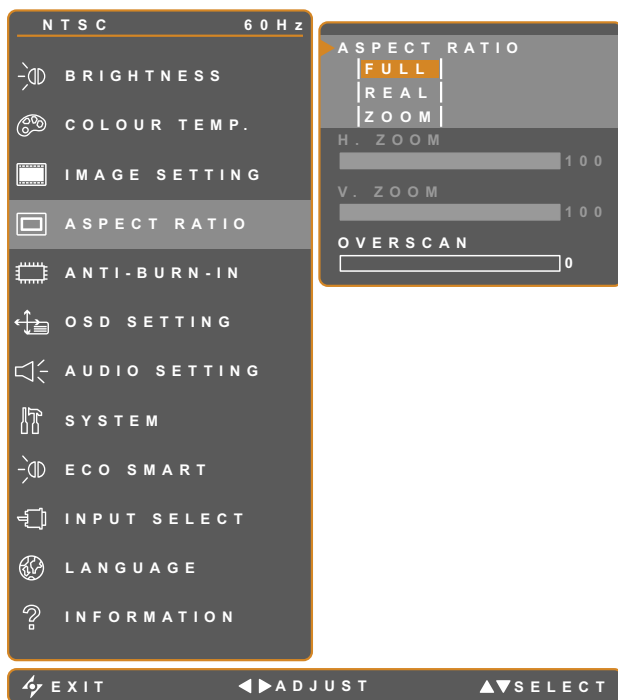 NTSC 60Hz
BRIGHTNESS
COLOUR TEMP.
IMAGE SETTING
ASPECT RATIO
ANTI-BURN-IN
OSD SETTING
AUDIO SETTING
SYSTEM
ECO SMART
INPUT SELECT
LANGUAGE
INFORMATION
ASPECT RATIO
FULL
REAL
ZOOM
H. ZOOM
100
V. ZOOM
100
OVERSCAN
0
EXIT ADJUST SELECT